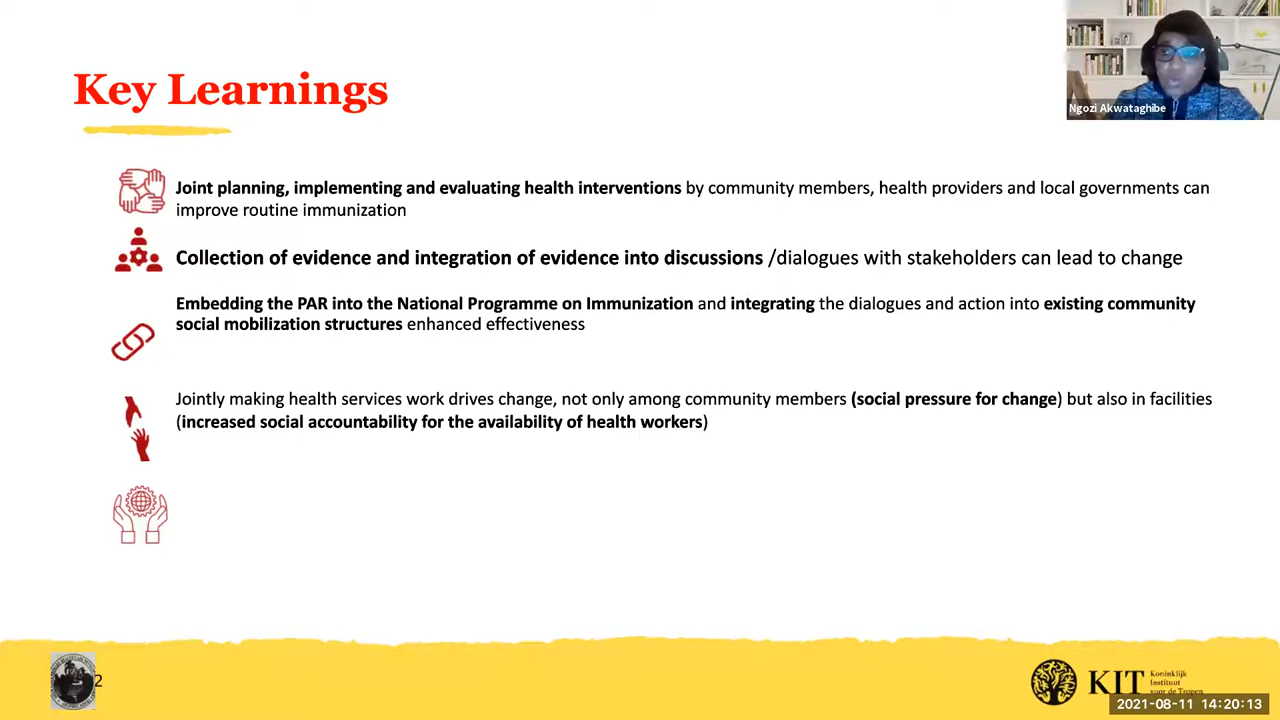 Key Learnings
Ngozi Akwataghibe
Joint planning, implementing and evaluating health interventions by community members, health providers and local governments can
improve routine immunization
Collection of evidence and integration of evidence into discussions /dialogues with stakeholders can lead to change
Embedding the PAR into the National Programme on Immunization and integrating the dialogues and action into existing community
social mobilization structures enhanced effectiveness
Jointly making health services work drives change, not only among community members (social pressure for change) but also in facilities
(increased social accountability for the availability of health workers)
2
KIT
Koninklijk
Instituut
voor de Tropen
2021-08-11 14:20:13